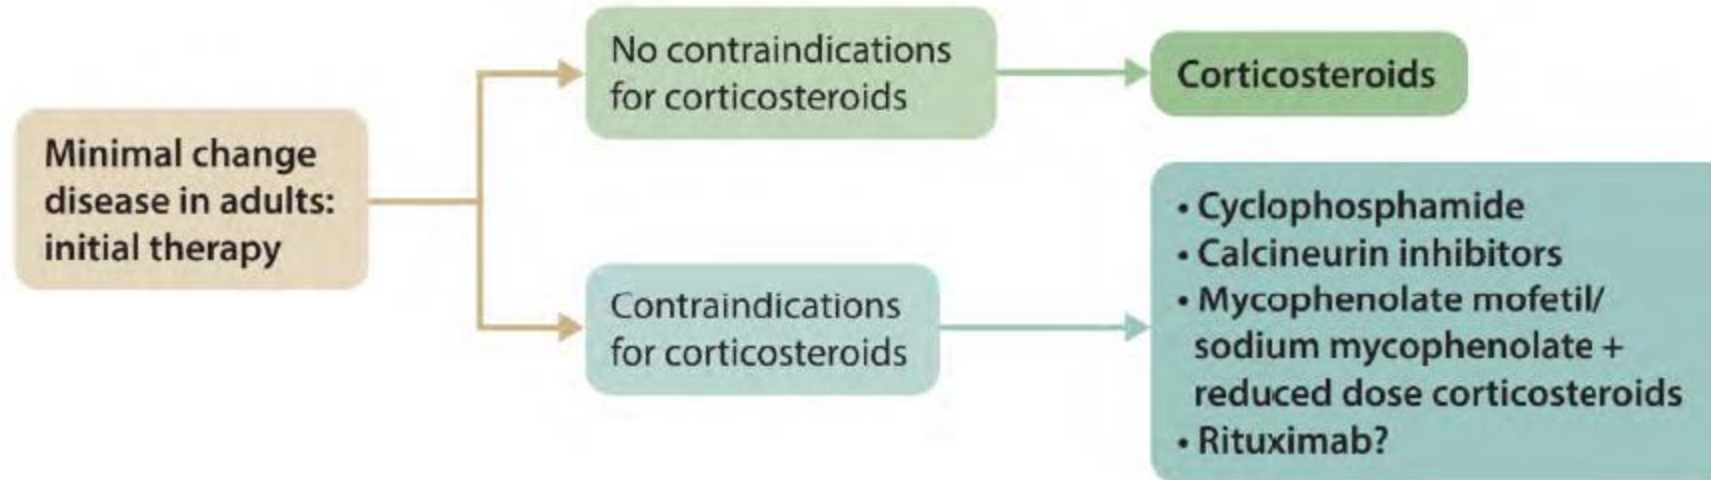 Minimal change
disease in adults:
initial therapy
No contraindications
for corticosteroids
Corticosteroids
Contraindications
for corticosteroids
• Cyclophosphamide
• Calcineurin inhibitors
• Mycophenolate mofetil/
sodium mycophenolate +
reduced dose corticosteroids
• Rituximab?